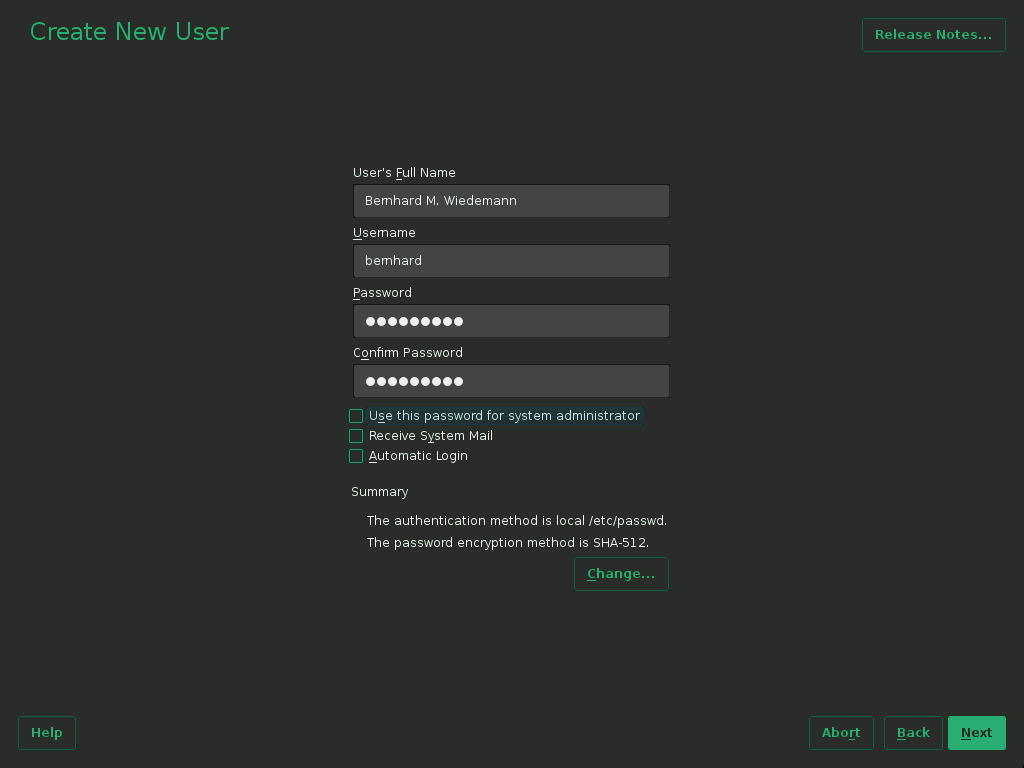 Create New User
Release Notes...
User's Full Name
Bernhard M. Wiedemann
Username
bernhard
Password
●●●●●●●●●
Confirm Password
●●●●●●●●●
Use this password for system administrator
Receive System Mail
Automatic Login
Summary
The authentication method is local /etc/passwd.
The password encryption method is SHA-512.
Change...
Help
Abort
Back
Next